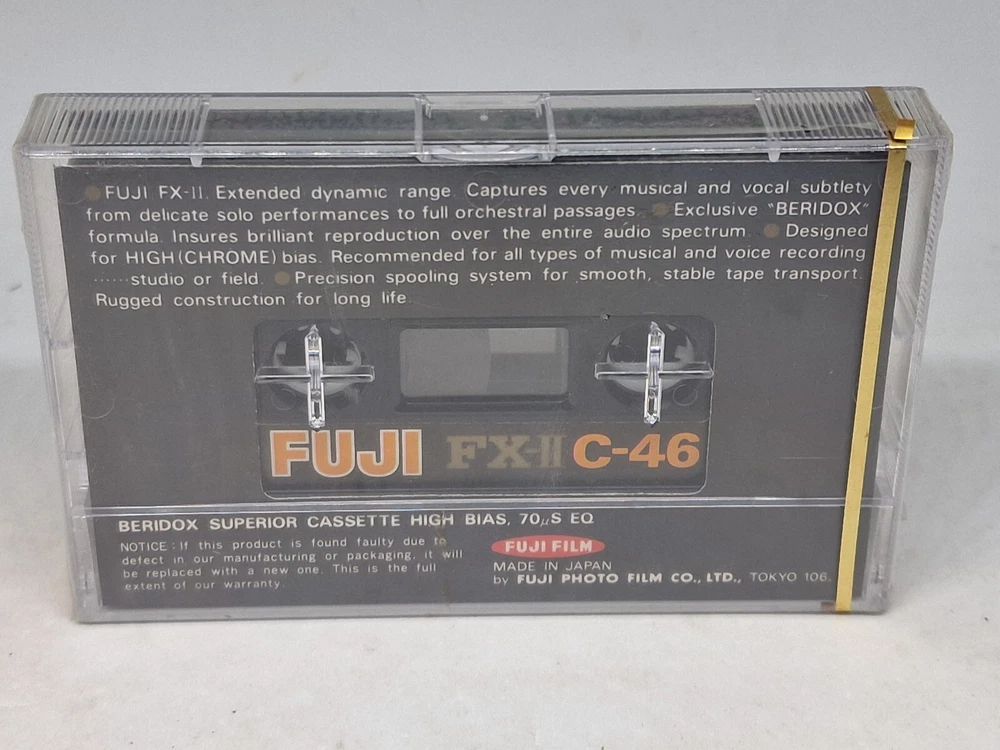 ●FUJI FX-II. Extended dynamic range. Captures every musical and vocal subtlety
from delicate solo performances to full orchestral passages. ●Exclusive "BERIDOX"
formula. Insures brilliant reproduction over the entire audio spectrum. ●Designed
for HIGH(CHROME) bias. Recommended for all types of musical and voice recording
......studio or field. ●Precision spooling system for smooth, stable tape transport.
Rugged construction for long life.
FUJI FX-II C-46
BERIDOX SUPERIOR CASSETTE HIGH BIAS, 70μS EQ
NOTICE : If this product is found faulty due to
defect in our manufacturing or packaging, it will
be replaced with a new one. This is the full
extent of our warranty.
FUJI FILM
MADE IN JAPAN
by FUJI PHOTO FILM CO., LTD., TOKYO 106.